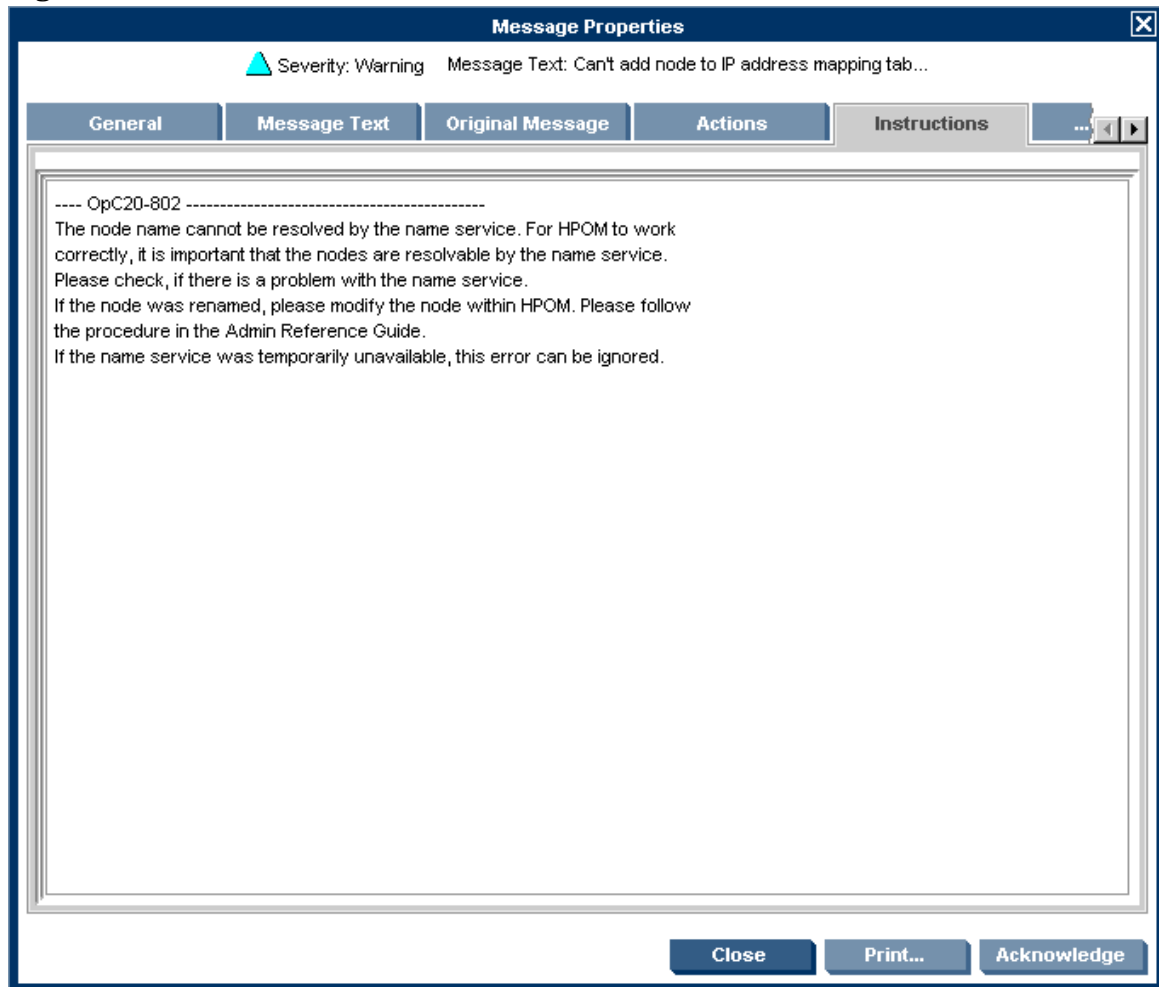 Message Properties
Severity: Warning Message Text: Can't add node to IP address mapping tab...
General Message Text Original Message Actions Instructions ...
---- OpC20-802 ------------------------------------------
The node name cannot be resolved by the name service. For HPOM to work
correctly, it is important that the nodes are resolvable by the name service.
Please check, if there is a problem with the name service.
If the node was renamed, please modify the node within HPOM. Please follow
the procedure in the Admin Reference Guide.
If the name service was temporarily unavailable, this error can be ignored.
Close Print... Acknowledge